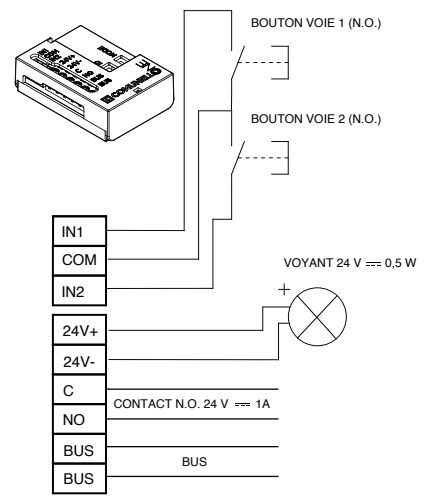 BOUTON VOIE 1 (N.O.)
COMUNELLO
BOUTON VOIE 2 (N.O.)
IN1
COM
IN2
VOYANT 24 V ⎓ 0,5 W
+
24V+
24V-
C
NO
CONTACT N.O. 24 V ⎓ 1A
BUS
BUS
BUS